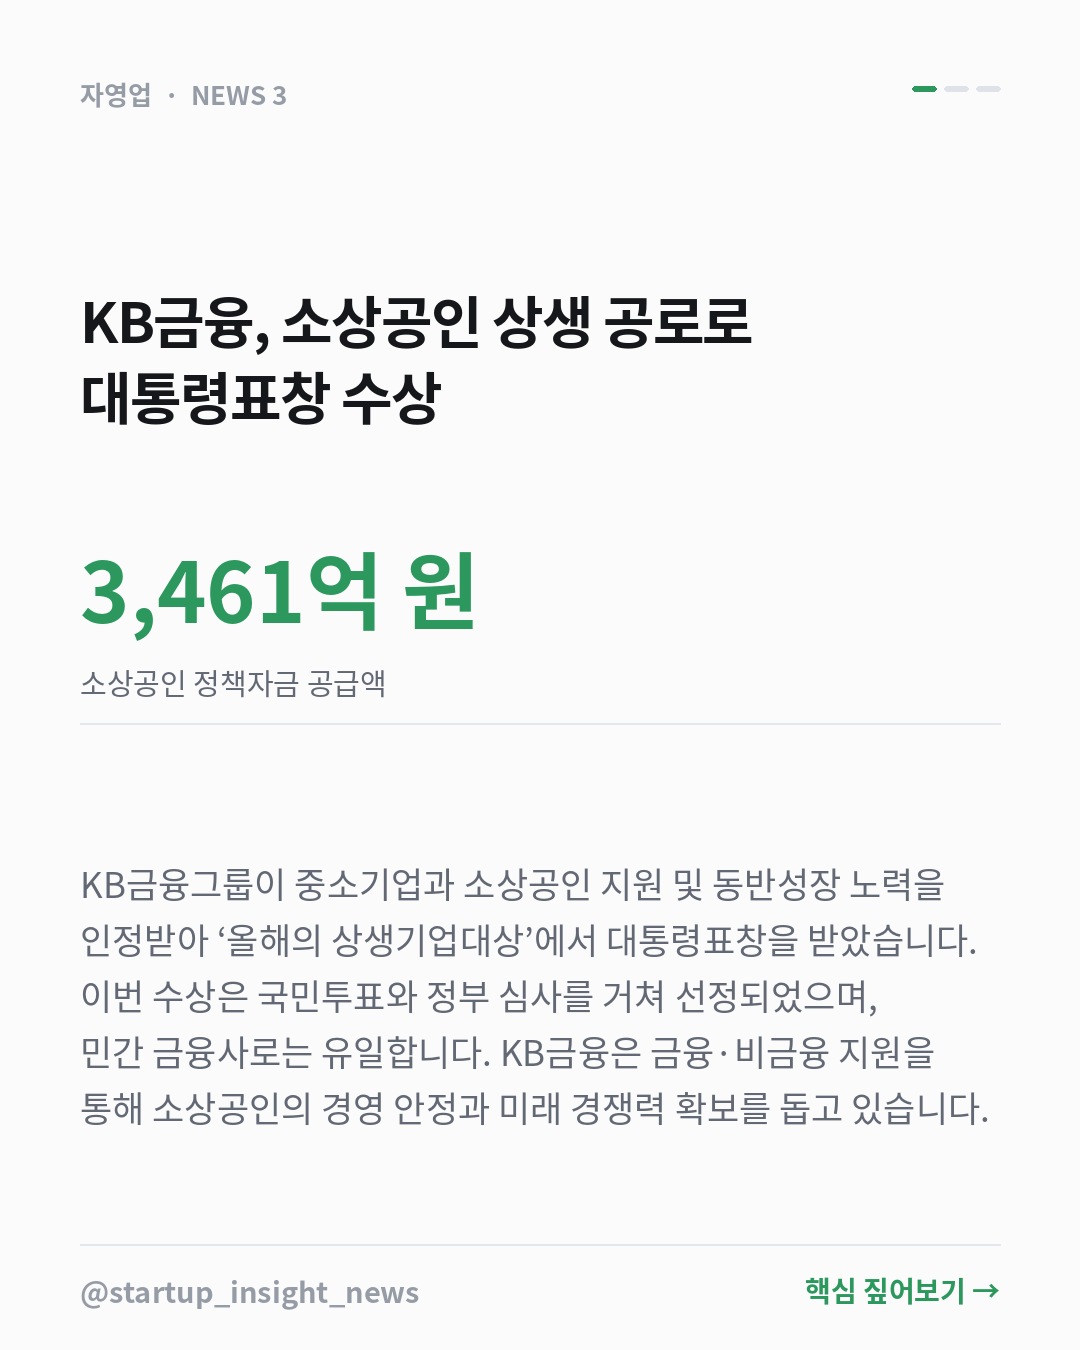 자영업 · NEWS 3
KB금융, 소상공인 상생 공로로
대통령표창 수상
3,461억 원
소상공인 정책자금 공급액
KB금융그룹이 중소기업과 소상공인 지원 및 동반성장 노력을
인정받아 ‘올해의 상생기업대상’에서 대통령표창을 받았습니다.
이번 수상은 국민투표와 정부 심사를 거쳐 선정되었으며,
민간 금융사로는 유일합니다. KB금융은 금융·비금융 지원을
통해 소상공인의 경영 안정과 미래 경쟁력 확보를 돕고 있습니다.
@startup_insight_news
핵심 짚어보기 →